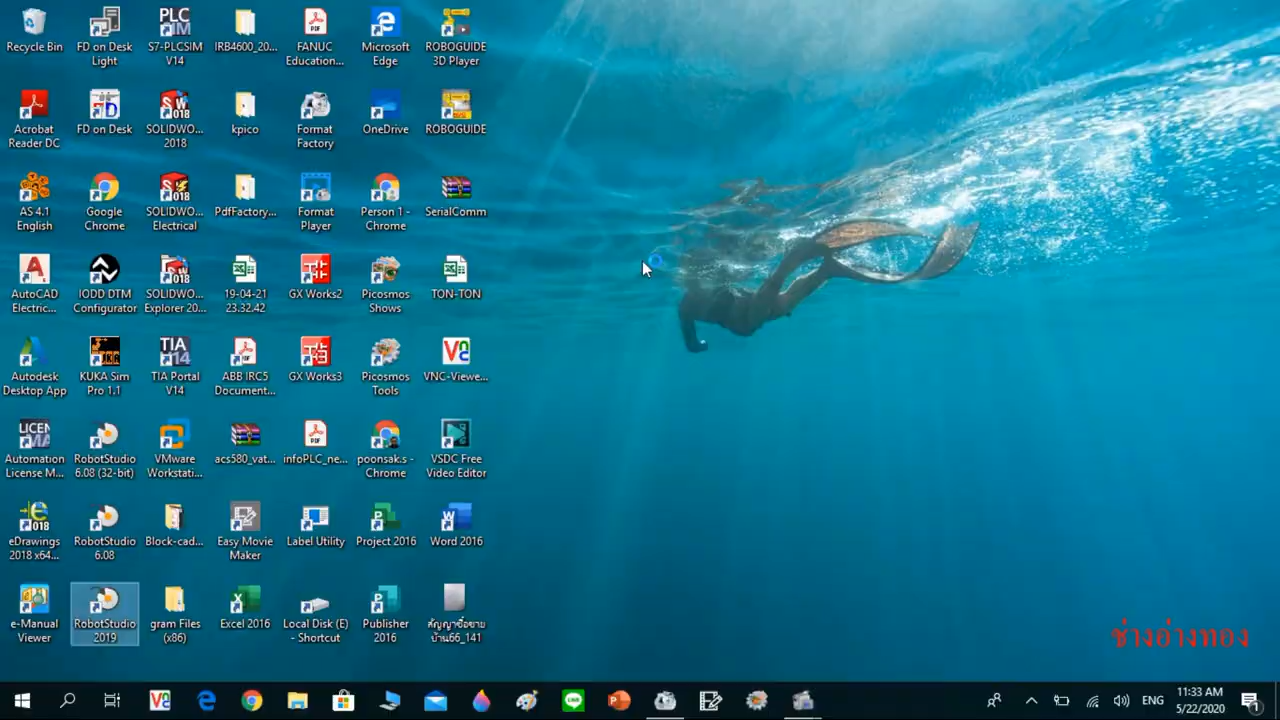 Recycle Bin
FD on Desk
Light
S7-PLCSIM
V14
IRB4600_20...
FANUC
Education...
Microsoft
Edge
ROBOGUIDE
3D Player
Acrobat
Reader DC
FD on Desk
SOLIDWO...
2018
kpico
Format
Factory
OneDrive
ROBOGUIDE
AS 4.1
English
Google
Chrome
SOLIDWO...
Electrical
PdfFactory...
Format
Player
Person 1 -
Chrome
SerialComm
AutoCAD
Electric...
IODD DTM
Configurator
SOLIDWO...
Explorer 20...
19-04-21
23.32.42
GX Works2
Picosmos
Shows
TON-TON
Autodesk
Desktop App
KUKA Sim
Pro 1.1
TIA Portal
V14
ABB IRC5
Document...
GX Works3
Picosmos
Tools
VNC-Viewe...
Automation
License M...
RobotStudio
6.08 (32-bit)
VMware
Workstati...
acs580_vat...
infoPLC_ne...
poonsak.s -
Chrome
VSDC Free
Video Editor
eDrawings
2018 x64...
RobotStudio
6.08
Block-cad...
Easy Movie
Maker
Label Utility
Project 2016
Word 2016
e-Manual
Viewer
RobotStudio
2019
gram Files
(x86)
Excel 2016
Local Disk (E)
- Shortcut
Publisher
2016
สัญญาซื้อขาย
บ้าน66_141
ช่างอ่างทอง
ENG
11:33 AM
5/22/2020